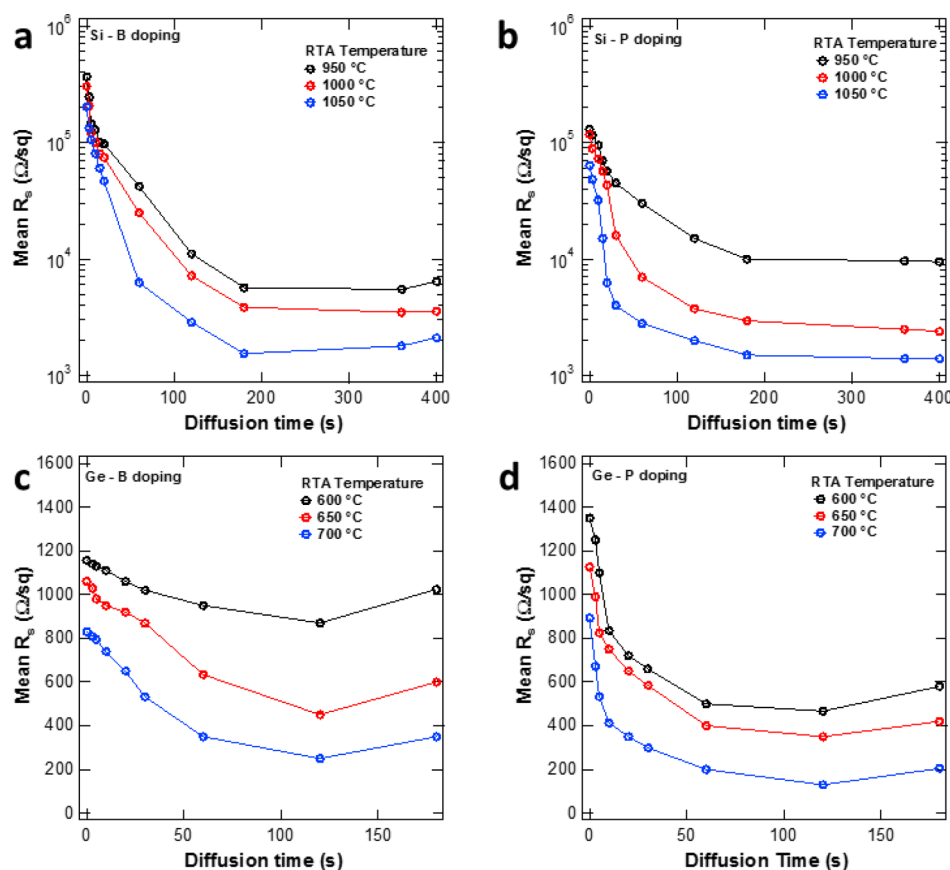 a
Si - B doping
RTA Temperature
950 °C
1000 °C
1050 °C
10^6
10^5
10^4
10^3
Mean R_s (Ω/sq)
0 100 200 300 400
Diffusion time (s)
b
Si - P doping
RTA Temperature
950 °C
1000 °C
1050 °C
10^6
10^5
10^4
10^3
Mean R_s (Ω/sq)
0 100 200 300 400
Diffusion time (s)
c
Ge - B doping
RTA Temperature
600 °C
650 °C
700 °C
1600
1400
1200
1000
800
600
400
200
0
Mean R_s (Ω/sq)
0 50 100 150
Diffusion time (s)
d
Ge - P doping
RTA Temperature
600 °C
650 °C
700 °C
1600
1400
1200
1000
800
600
400
200
0
Mean R_s (Ω/sq)
0 50 100 150
Diffusion Time (s)